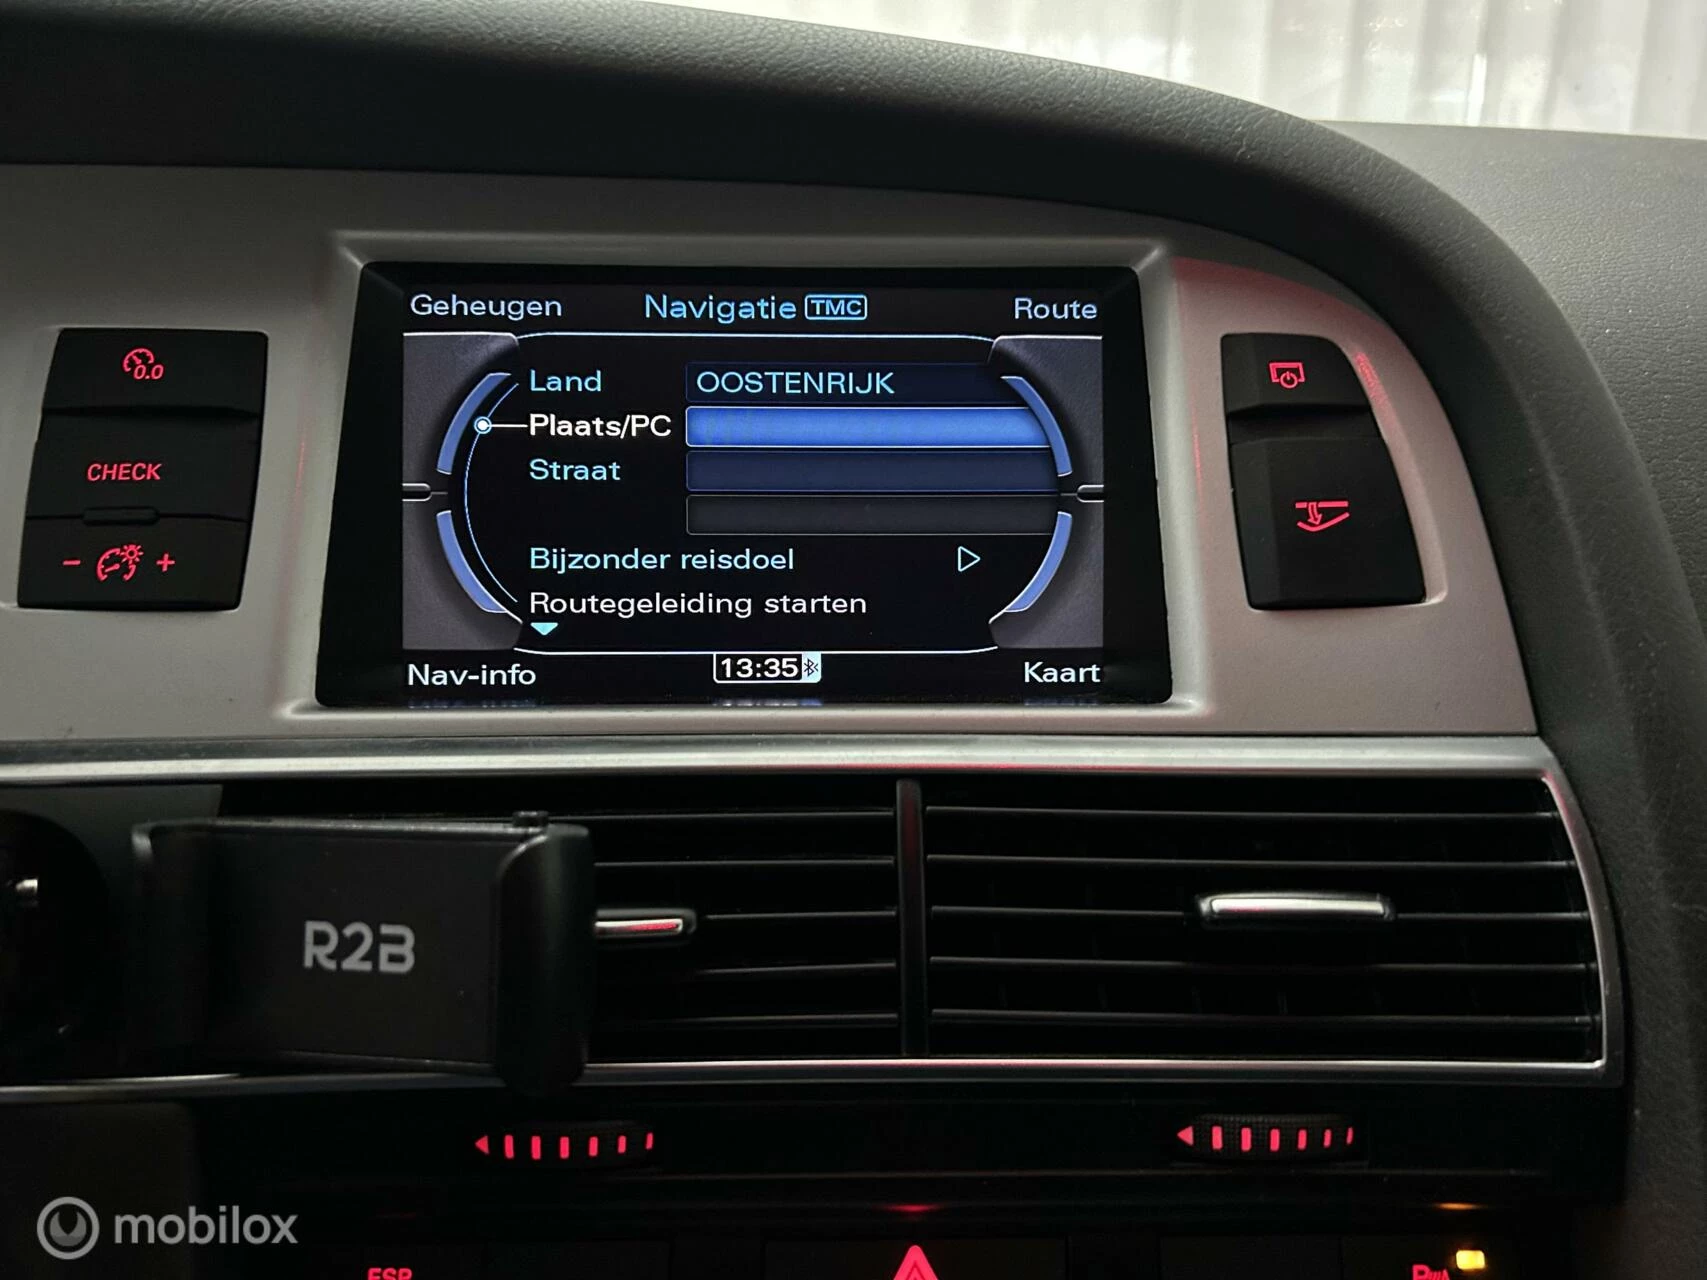 Geheugen Navigatie TMC Route
Land OOSTENRIJK
Plaats/PC
Straat
Bijzonder reisdoel
Routegeleiding starten
Nav-info 13:35 Kaart
0.0
CHECK
- +
R2B
mobilox
ESP